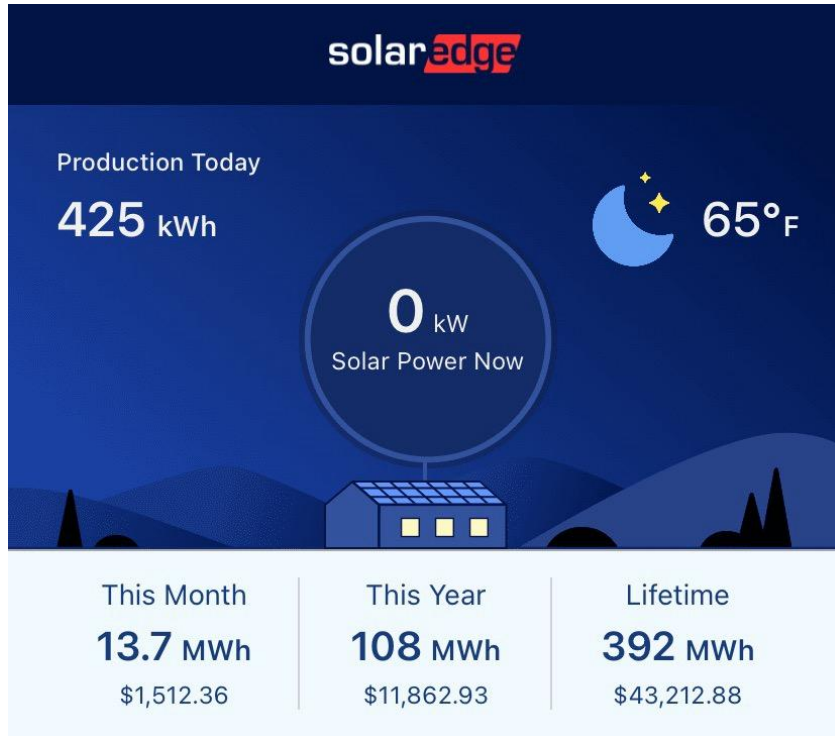 solaredge
Production Today
425 kWh
65°F
0 kW
Solar Power Now
This Month
13.7 MWh
$1,512.36
This Year
108 MWh
$11,862.93
Lifetime
392 MWh
$43,212.88